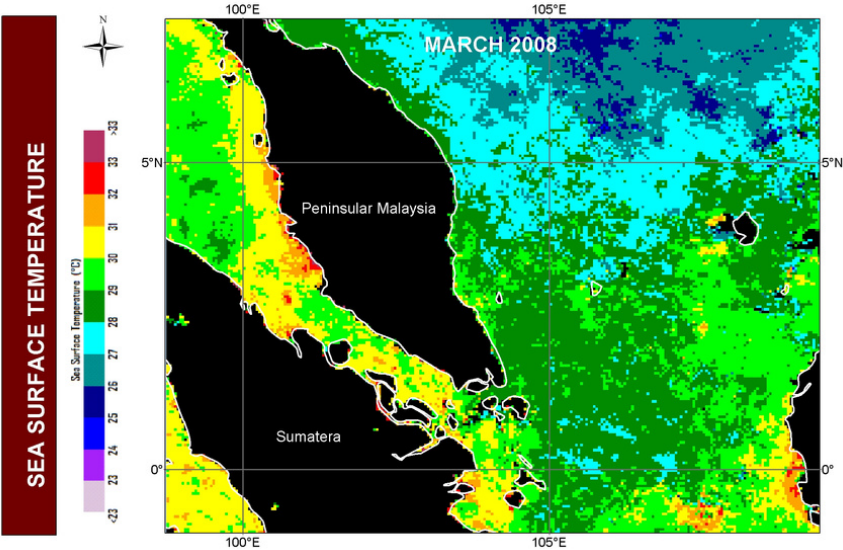 100°E 105°E
N
MARCH 2008
SEA SURFACE TEMPERATURE
Sea Surface Temperature (°C)
>33
33
32
31
30
29
28
27
26
25
24
23
<23
5°N 5°N
Peninsular Malaysia
Sumatera
0° 0°
100°E 105°E